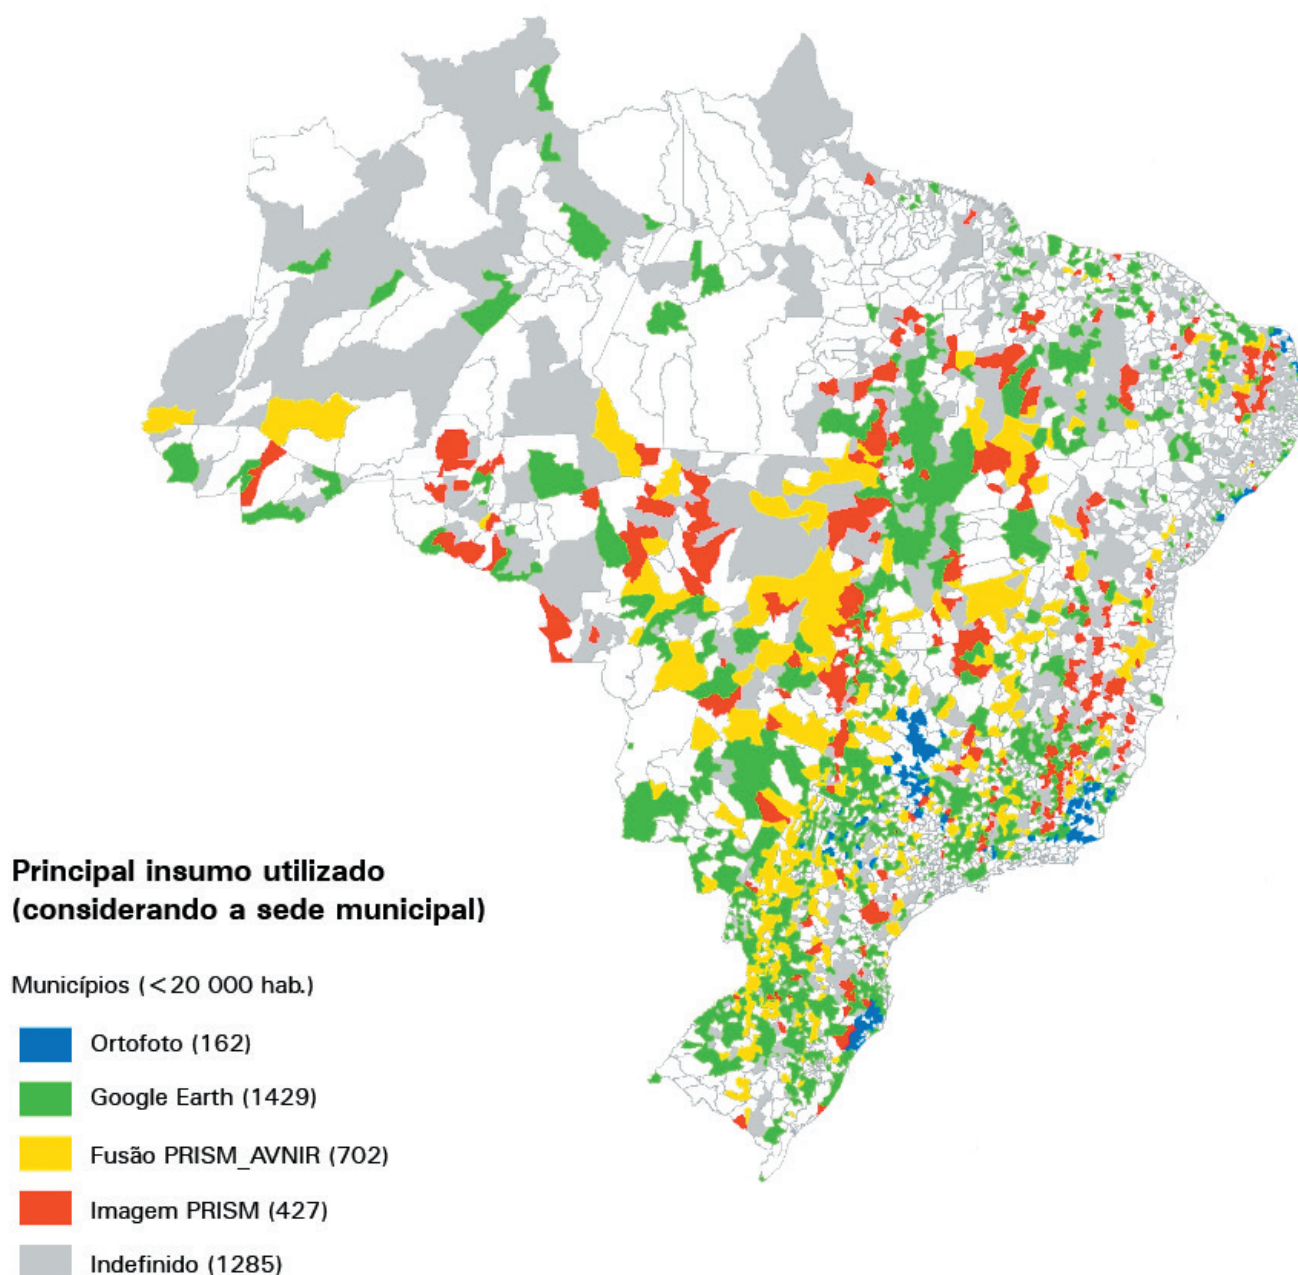 Principal insumo utilizado
(considerando a sede municipal)
Municípios (<20 000 hab.)
Ortofoto (162)
Google Earth (1429)
Fusão PRISM_AVNIR (702)
Imagem PRISM (427)
Indefinido (1285)